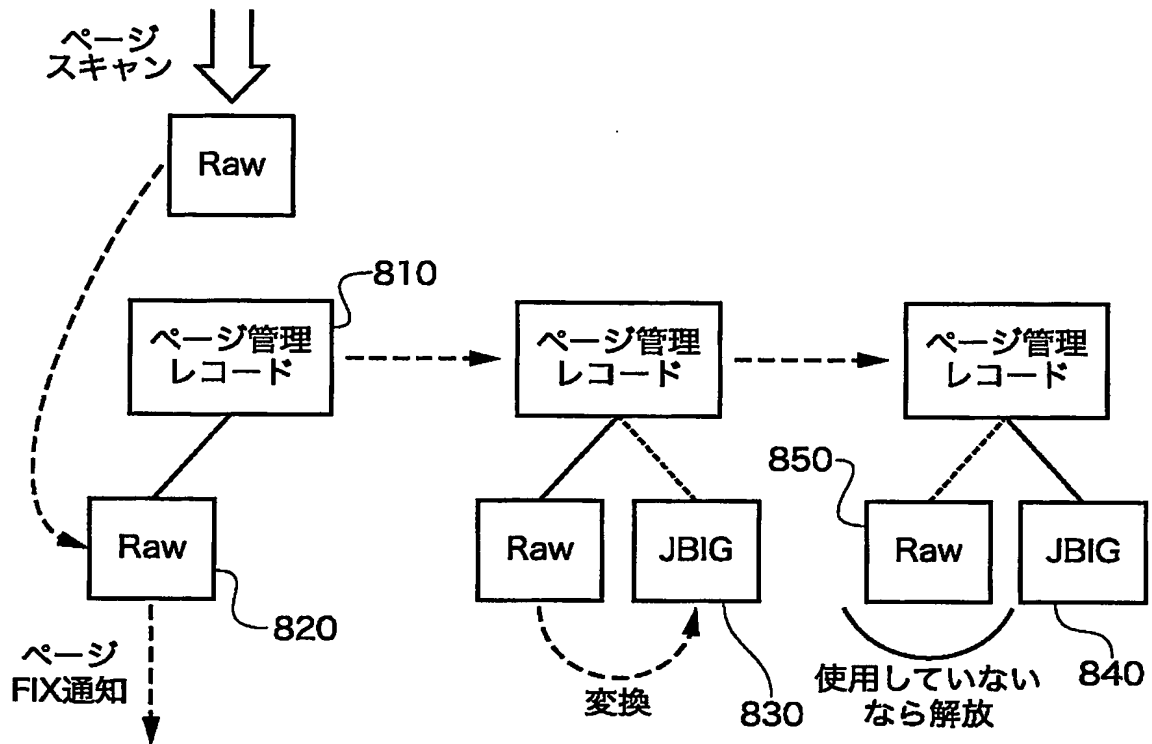 ページ
スキャン
Raw
810
ページ管理
レコード
ページ管理
レコード
ページ管理
レコード
850
Raw
820
Raw
JBIG
830
Raw
JBIG
840
ページ
FIX通知
変換
使用していない
なら解放